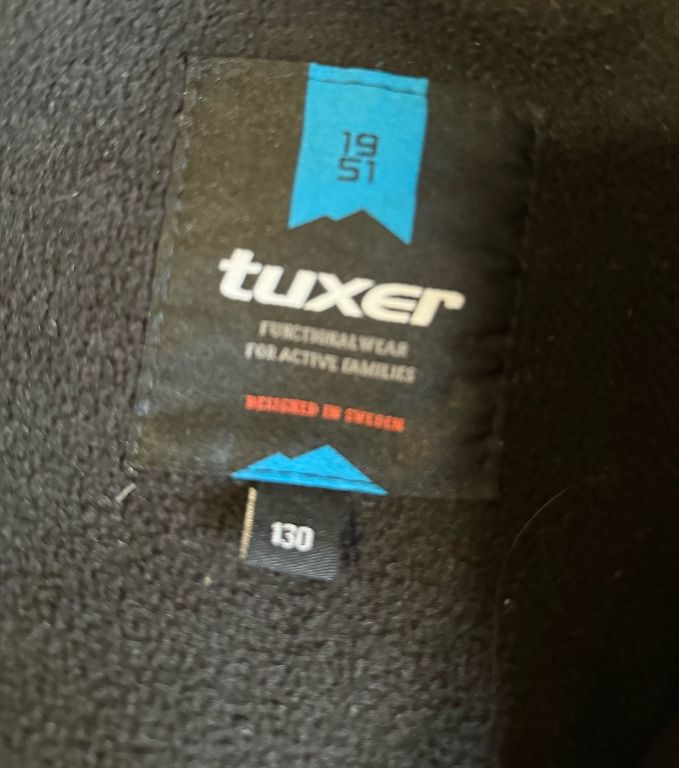 19
51
tuxer
FUNCTIONALWEAR
FOR ACTIVE FAMILIES
DESIGNED IN SWEDEN
130